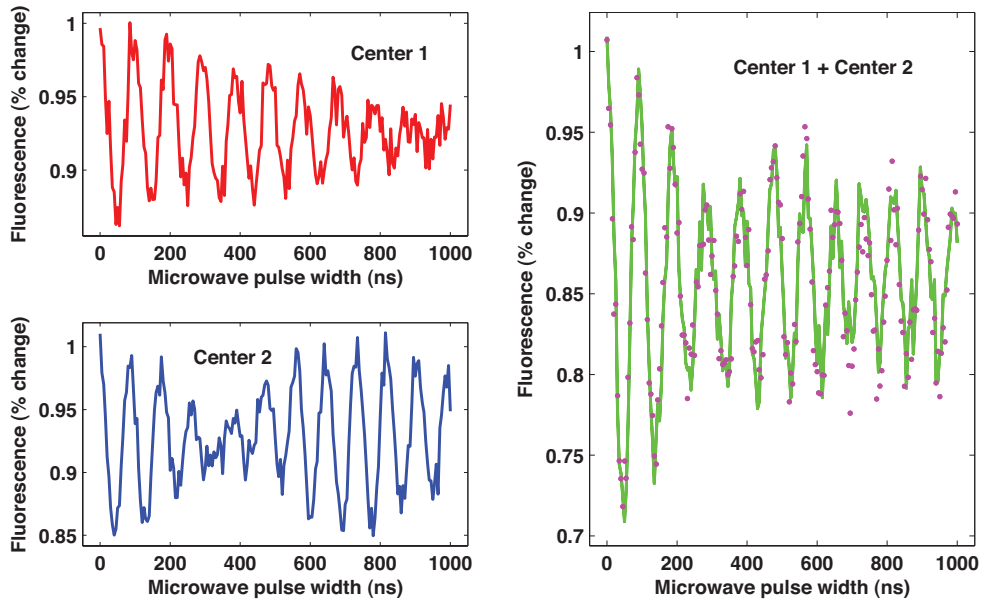 Fluorescence (% change)
1
0.95
0.9
Center 1
0 200 400 600 800 1000
Microwave pulse width (ns)
Fluorescence (% change)
1
0.95
0.9
0.85
Center 2
0 200 400 600 800 1000
Microwave pulse width (ns)
Fluorescence (% change)
1
0.95
0.9
0.85
0.8
0.75
0.7
Center 1 + Center 2
0 200 400 600 800 1000
Microwave pulse width (ns)